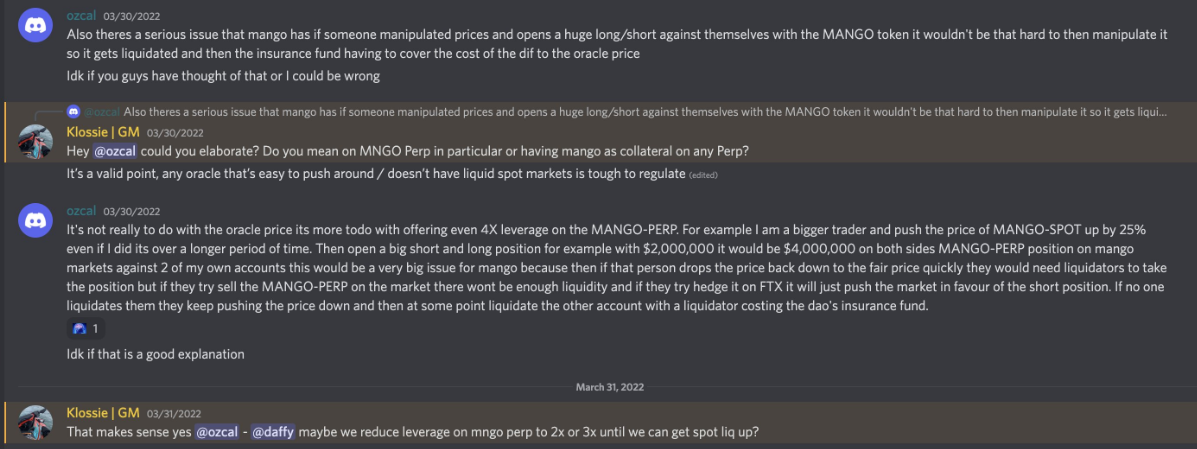 ozcal 03/30/2022
Also theres a serious issue that mango has if someone manipulated prices and opens a huge long/short against themselves with the MANGO token it wouldn't be that hard to then manipulate it
so it gets liquidated and then the insurance fund having to cover the cost of the dif to the oracle price
Idk if you guys have thought of that or I could be wrong
@ozcal Also theres a serious issue that mango has if someone manipulated prices and opens a huge long/short against themselves with the MANGO token it wouldn't be that hard to then manipulate it so it gets liqui...
Klossie | GM 03/30/2022
Hey @ozcal could you elaborate? Do you mean on MNGO Perp in particular or having mango as collateral on any Perp?
It's a valid point, any oracle that's easy to push around / doesn't have liquid spot markets is tough to regulate (edited)
ozcal 03/30/2022
It's not really to do with the oracle price its more todo with offering even 4X leverage on the MANGO-PERP. For example I am a bigger trader and push the price of MANGO-SPOT up by 25%
even if I did its over a longer period of time. Then open a big short and long position for example with $2,000,000 it would be $4,000,000 on both sides MANGO-PERP position on mango
markets against 2 of my own accounts this would be a very big issue for mango because then if that person drops the price back down to the fair price quickly they would need liquidators to take
the position but if they try sell the MANGO-PERP on the market there wont be enough liquidity and if they try hedge it on FTX it will just push the market in favour of the short position. If no one
liquidates them they keep pushing the price down and then at some point liquidate the other account with a liquidator costing the dao's insurance fund.
1
Idk if that is a good explanation
March 31, 2022
Klossie | GM 03/31/2022
That makes sense yes @ozcal - @daffy maybe we reduce leverage on mngo perp to 2x or 3x until we can get spot liq up?